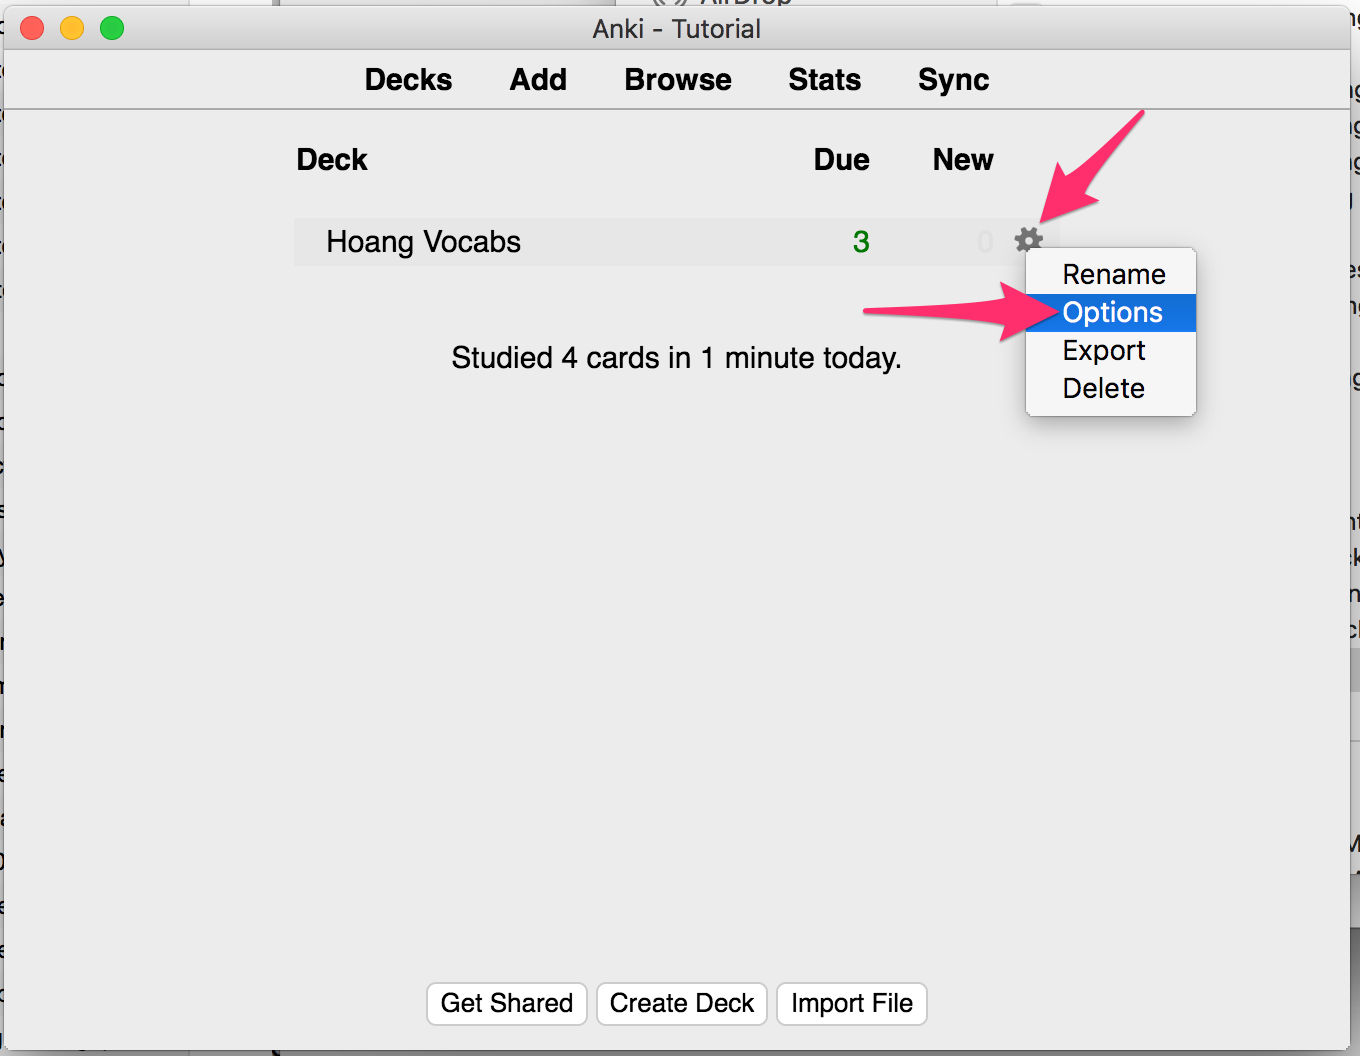 AirDrop
Anki - Tutorial
Decks Add Browse Stats Sync
Deck Due New
Hoang Vocabs 3 0
Rename
Options
Studied 4 cards in 1 minute today.
Export
Delete
Get Shared Create Deck Import File